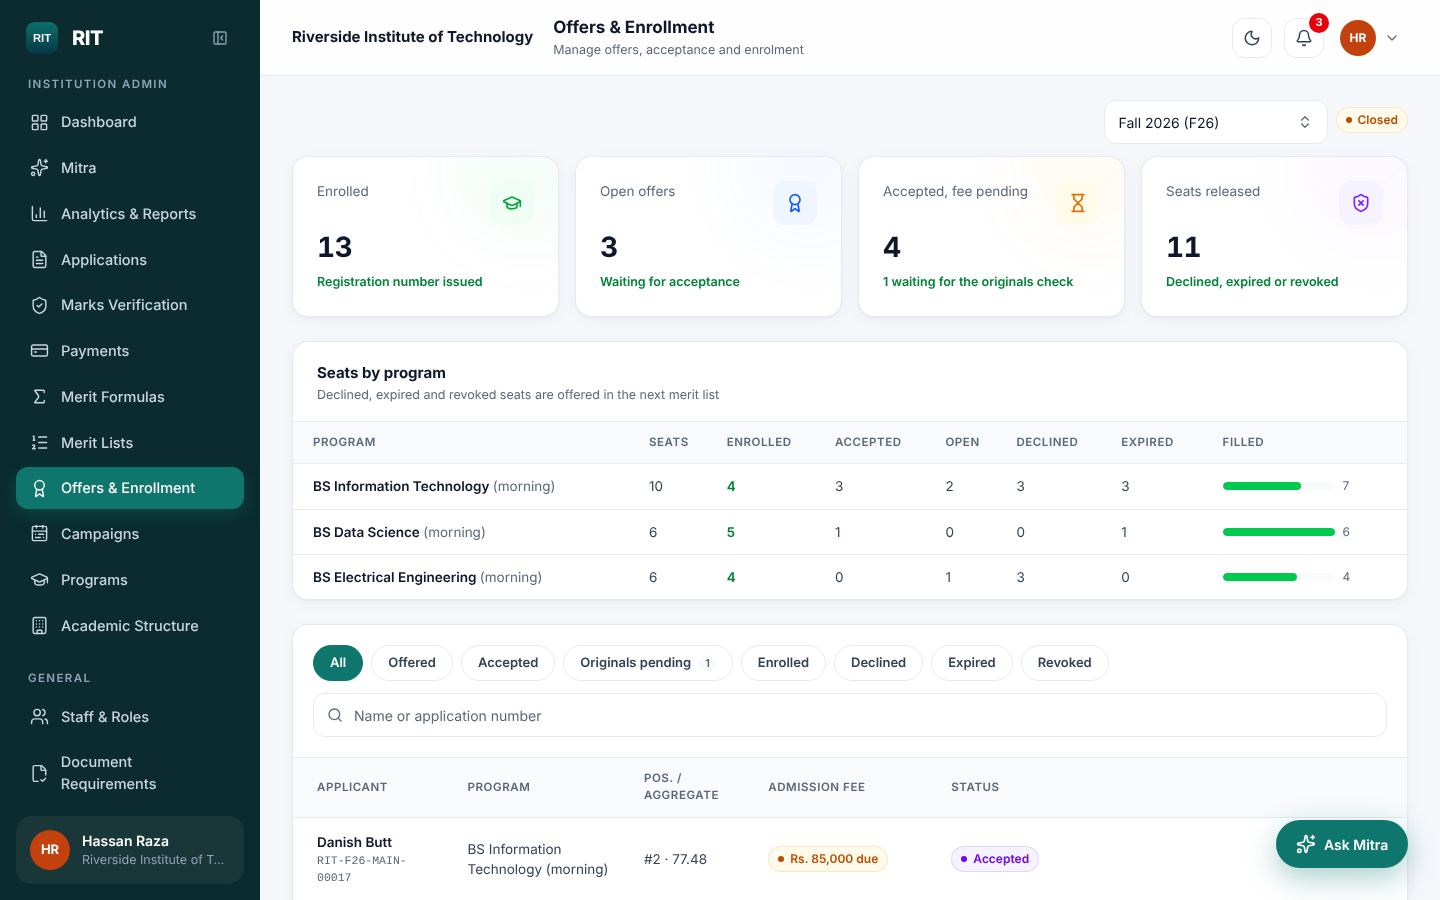 RIT
RIT
INSTITUTION ADMIN
Dashboard
Mitra
Analytics & Reports
Applications
Marks Verification
Payments
Merit Formulas
Merit Lists
Offers & Enrollment
Campaigns
Programs
Academic Structure
GENERAL
Staff & Roles
Document
Requirements
HR
Hassan Raza
Riverside Institute of T...
Riverside Institute of Technology
Offers & Enrollment
Manage offers, acceptance and enrolment
3
HR
Fall 2026 (F26)
Closed
Enrolled
13
Registration number issued
Open offers
3
Waiting for acceptance
Accepted, fee pending
4
1 waiting for the originals check
Seats released
11
Declined, expired or revoked
Seats by program
Declined, expired and revoked seats are offered in the next merit list
PROGRAM SEATS ENROLLED ACCEPTED OPEN DECLINED EXPIRED FILLED
BS Information Technology (morning) 10 4 3 2 3 3 7
BS Data Science (morning) 6 5 1 0 0 1 6
BS Electrical Engineering (morning) 6 4 0 1 3 0 4
All Offered Accepted Originals pending 1 Enrolled Declined Expired Revoked
Name or application number
APPLICANT PROGRAM POS. / AGGREGATE ADMISSION FEE STATUS
Danish Butt
RIT-F26-MAIN-
00017
BS Information
Technology (morning)
#2 · 77.48
Rs. 85,000 due
Accepted
Ask Mitra